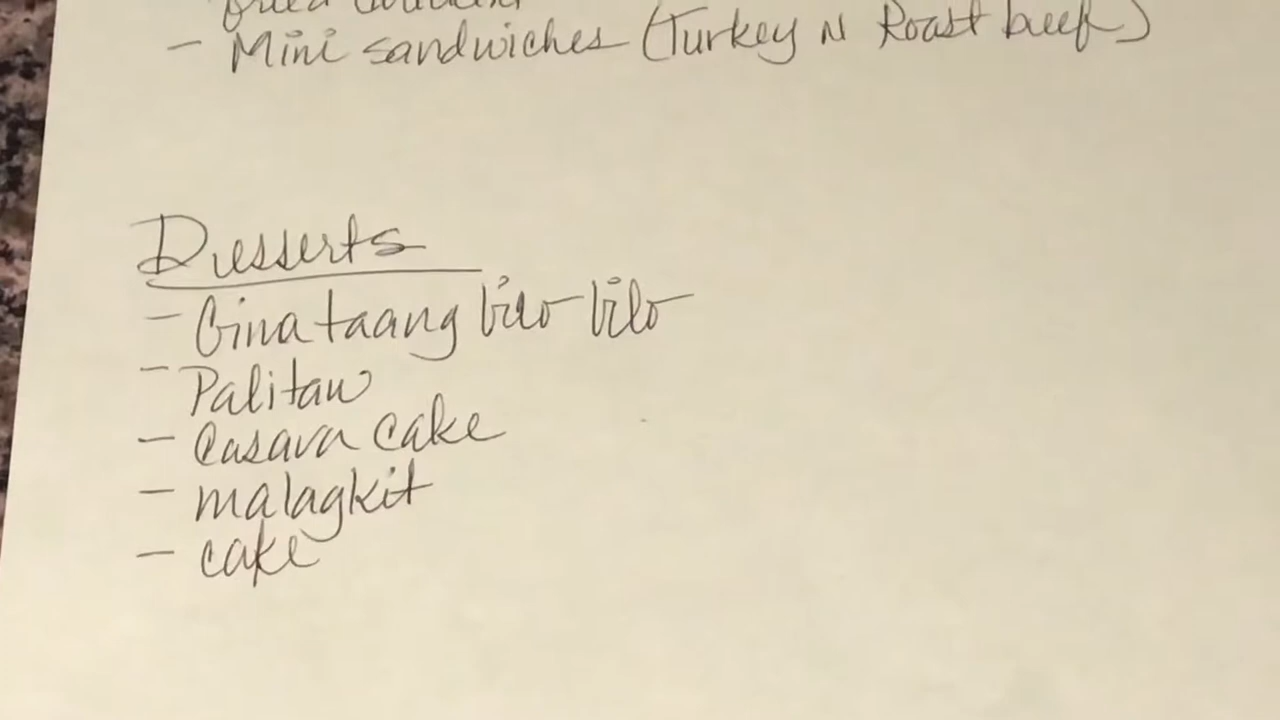 - Mini sandwiches (Turkey N Roast beef)
Desserts
- Ginataang bilo bilo
- Palitaw
- Casava cake
- malagkit
- cake